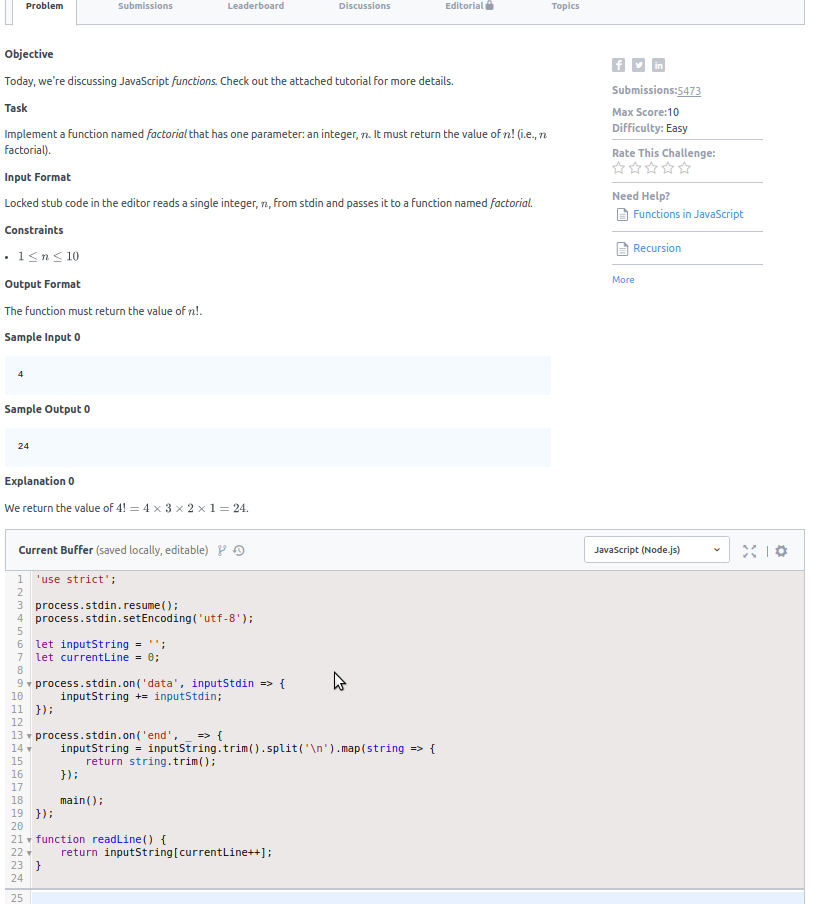 Problem Submissions Leaderboard Discussions Editorial Topics
Objective
Today, we're discussing JavaScript functions. Check out the attached tutorial for more details.
Task
Implement a function named factorial that has one parameter: an integer, n. It must return the value of n! (i.e., n
factorial).
Input Format
Locked stub code in the editor reads a single integer, n, from stdin and passes it to a function named factorial.
Constraints
• 1 ≤ n ≤ 10
Output Format
The function must return the value of n!.
Sample Input 0
4
Sample Output 0
24
Explanation 0
We return the value of 4! = 4 × 3 × 2 × 1 = 24.
Submissions:5473
Max Score:10
Difficulty: Easy
Rate This Challenge:
Need Help?
Functions in JavaScript
Recursion
More
Current Buffer (saved locally, editable) JavaScript (Node.js)
1 'use strict';
2
3 process.stdin.resume();
4 process.stdin.setEncoding('utf-8');
5
6 let inputString = '';
7 let currentLine = 0;
8
9 process.stdin.on('data', inputStdin => {
10     inputString += inputStdin;
11 });
12
13 process.stdin.on('end', _ => {
14     inputString = inputString.trim().split('\n').map(string => {
15         return string.trim();
16     });
17
18     main();
19 });
20
21 function readLine() {
22     return inputString[currentLine++];
23 }
24
25